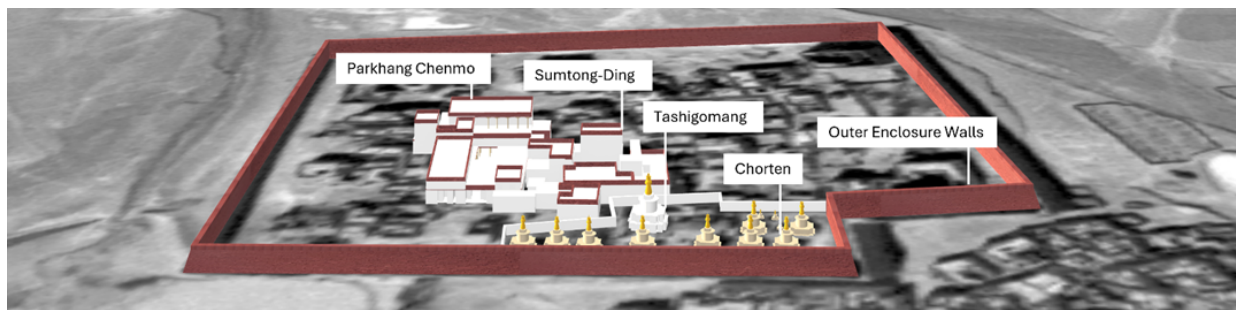 Parkhang Chenmo
Sumtong-Ding
Tashigomang
Outer Enclosure Walls
Chorten